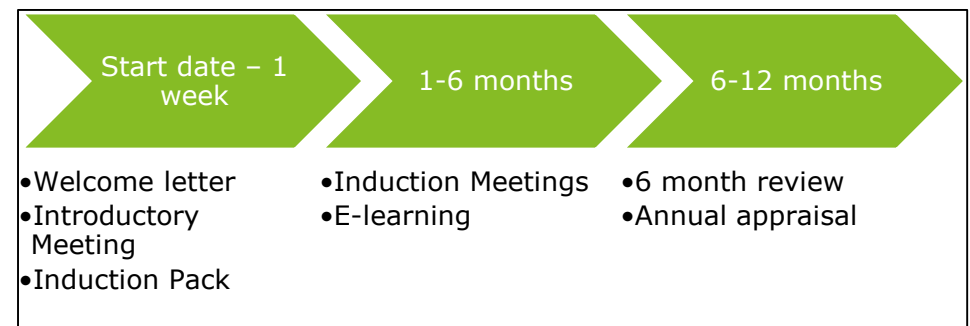 Start date – 1
week
1-6 months
6-12 months
•Welcome letter
•Introductory
Meeting
•Induction Pack
•Induction Meetings
•E-learning
•6 month review
•Annual appraisal